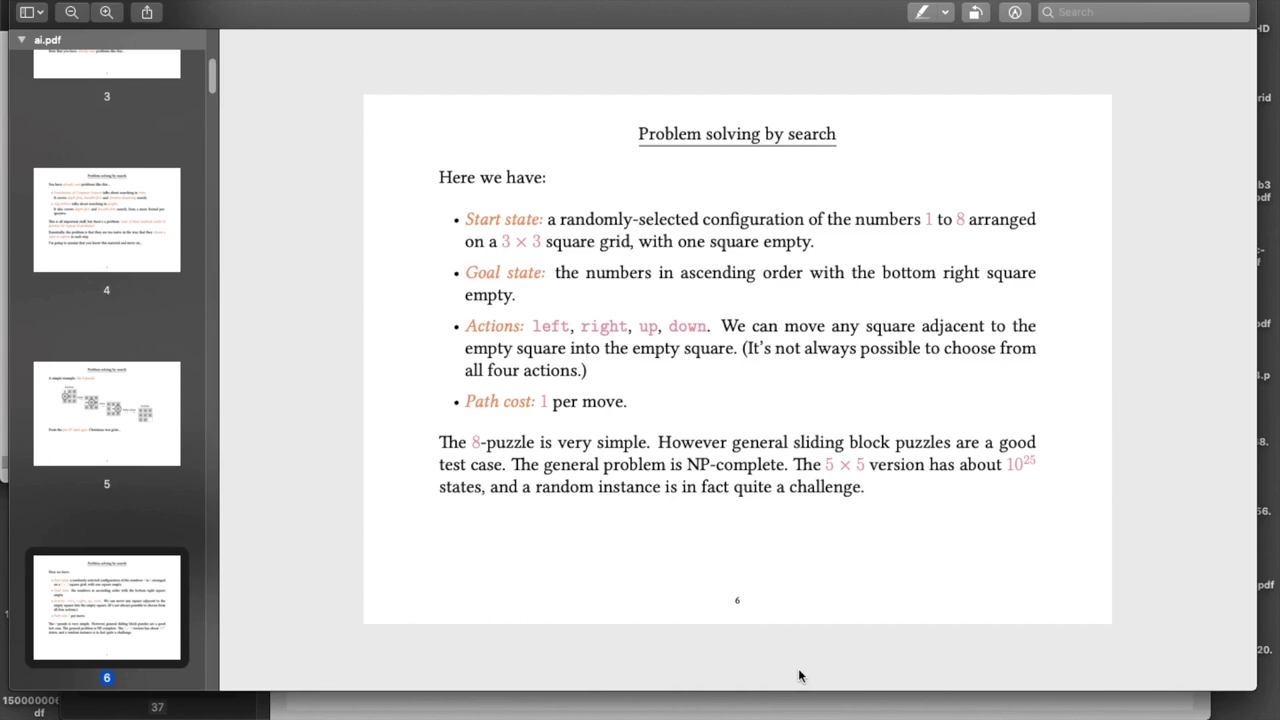 Search
ai.pdf
3
4
5
6
Problem solving by search
Here we have:
• Start state: a randomly-selected configuration of the numbers 1 to 8 arranged
on a 3 × 3 square grid, with one square empty.
• Goal state: the numbers in ascending order with the bottom right square
empty.
• Actions: left, right, up, down. We can move any square adjacent to the
empty square into the empty square. (It's not always possible to choose from
all four actions.)
• Path cost: 1 per move.
The 8-puzzle is very simple. However general sliding block puzzles are a good
test case. The general problem is NP-complete. The 5 × 5 version has about 10²⁵
states, and a random instance is in fact quite a challenge.
6
37